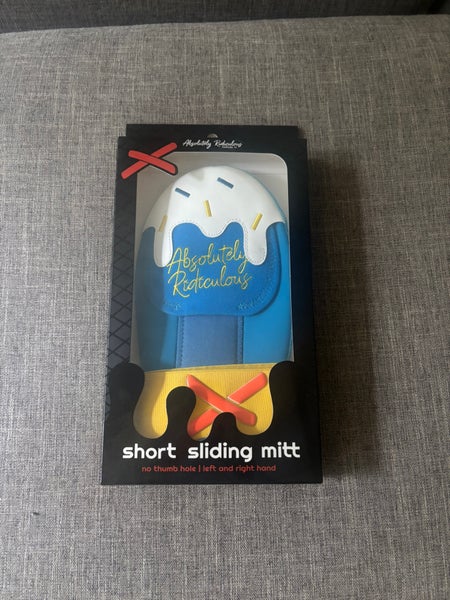 Absolutely Ridiculous
Absolutely
Ridiculous
short sliding mitt
no thumb hole | left and right hand